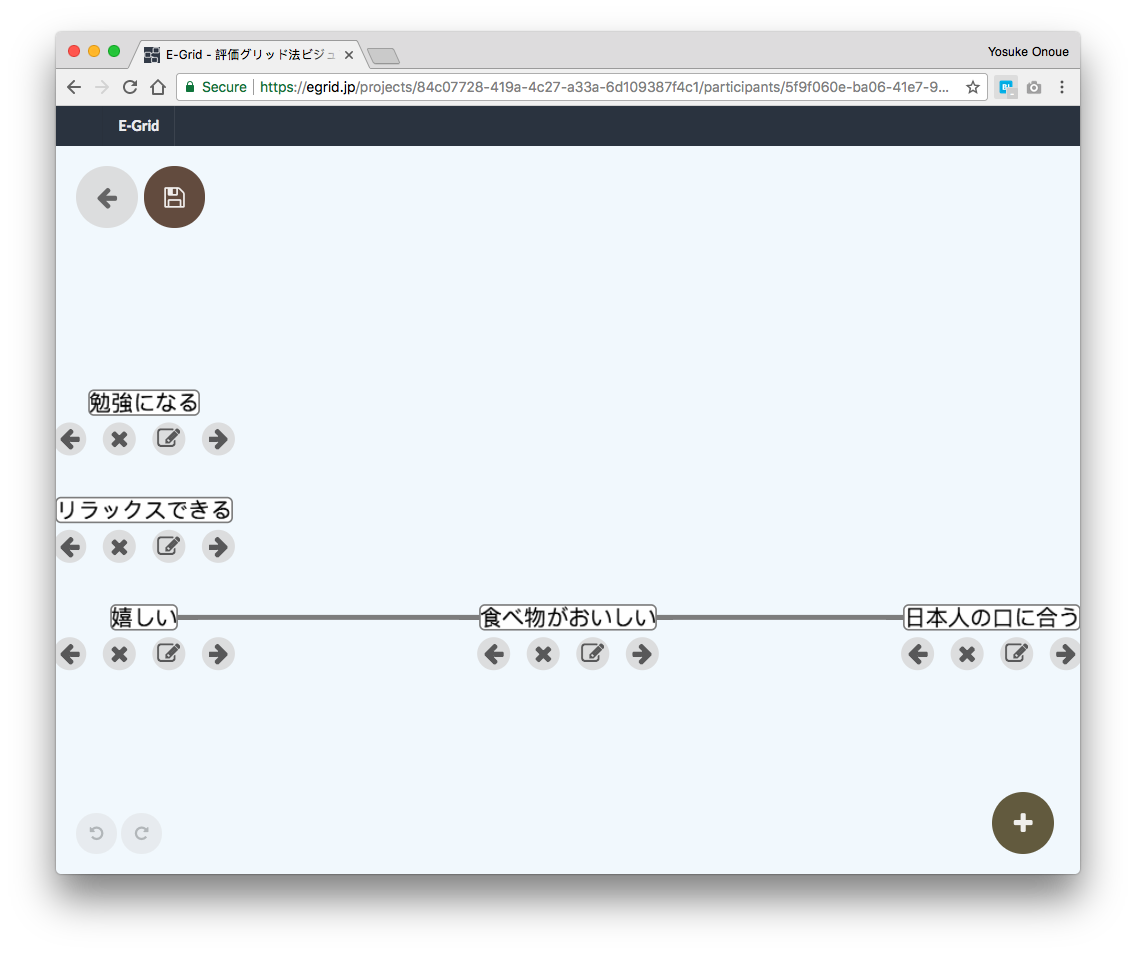 E-Grid - 評価グリッド法ビジュ
Yosuke Onoue
Secure
https://egrid.jp/projects/84c07728-419a-4c27-a33a-6d109387f4c1/participants/5f9f060e-ba06-41e7-9...
E-Grid
勉強になる
リラックスできる
嬉しい
食べ物がおいしい
日本人の口に合う